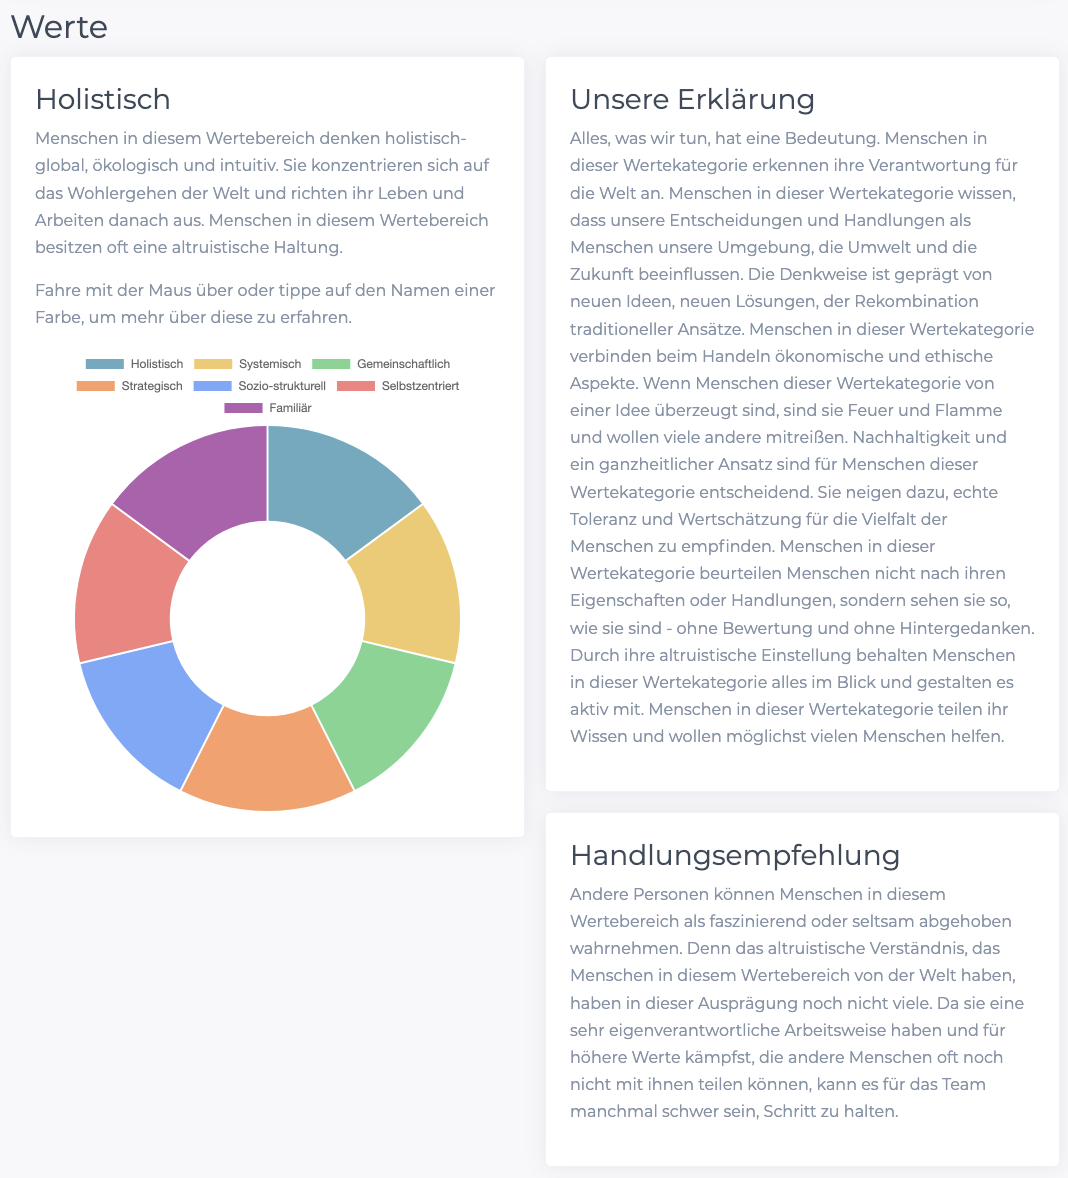 Werte
Holistisch
Menschen in diesem Wertebereich denken holistisch-
global, ökologisch und intuitiv. Sie konzentrieren sich auf
das Wohlergehen der Welt und richten ihr Leben und
Arbeiten danach aus. Menschen in diesem Wertebereich
besitzen oft eine altruistische Haltung.
Fahre mit der Maus über oder tippe auf den Namen einer
Farbe, um mehr über diese zu erfahren.
Holistisch Systemisch Gemeinschaftlich
Strategisch Sozio-strukturell Selbstzentriert
Familiär
Unsere Erklärung
Alles, was wir tun, hat eine Bedeutung. Menschen in
dieser Wertekategorie erkennen ihre Verantwortung für
die Welt an. Menschen in dieser Wertekategorie wissen,
dass unsere Entscheidungen und Handlungen als
Menschen unsere Umgebung, die Umwelt und die
Zukunft beeinflussen. Die Denkweise ist geprägt von
neuen Ideen, neuen Lösungen, der Rekombination
traditioneller Ansätze. Menschen in dieser Wertekategorie
verbinden beim Handeln ökonomische und ethische
Aspekte. Wenn Menschen dieser Wertekategorie von
einer Idee überzeugt sind, sind sie Feuer und Flamme
und wollen viele andere mitreißen. Nachhaltigkeit und
ein ganzheitlicher Ansatz sind für Menschen dieser
Wertekategorie entscheidend. Sie neigen dazu, echte
Toleranz und Wertschätzung für die Vielfalt der
Menschen zu empfinden. Menschen in dieser
Wertekategorie beurteilen Menschen nicht nach ihren
Eigenschaften oder Handlungen, sondern sehen sie so,
wie sie sind - ohne Bewertung und ohne Hintergedanken.
Durch ihre altruistische Einstellung behalten Menschen
in dieser Wertekategorie alles im Blick und gestalten es
aktiv mit. Menschen in dieser Wertekategorie teilen ihr
Wissen und wollen möglichst vielen Menschen helfen.
Handlungsempfehlung
Andere Personen können Menschen in diesem
Wertebereich als faszinierend oder seltsam abgehoben
wahrnehmen. Denn das altruistische Verständnis, das
Menschen in diesem Wertebereich von der Welt haben,
haben in dieser Ausprägung noch nicht viele. Da sie eine
sehr eigenverantwortliche Arbeitsweise haben und für
höhere Werte kämpfst, die andere Menschen oft noch
nicht mit ihnen teilen können, kann es für das Team
manchmal schwer sein, Schritt zu halten.